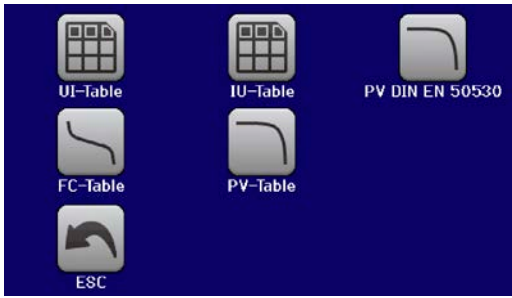 UI-Table
IU-Table
PV DIN EN 50530
FC-Table
PV-Table
ESC